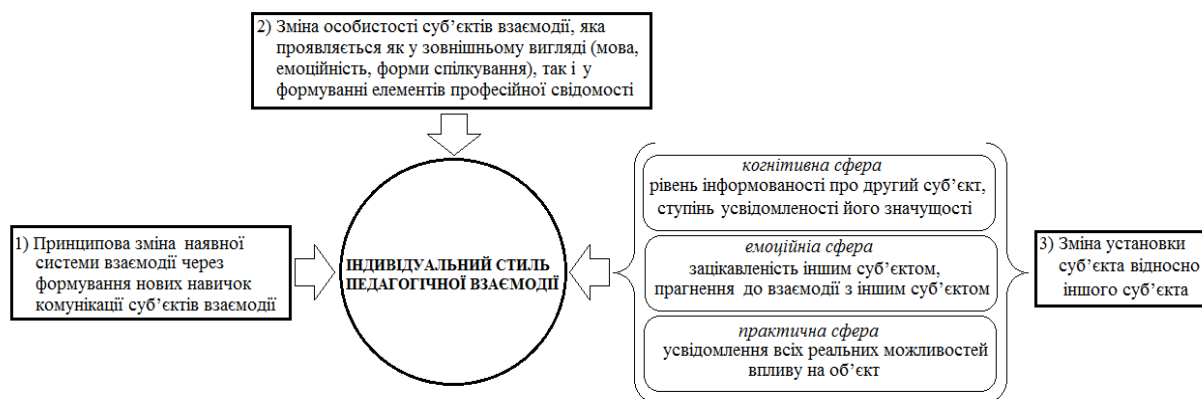 2) Зміна особистості суб’єктів взаємодії, яка
проявляється як у зовнішньому вигляді (мова,
емоційність, форми спілкування), так і у
формуванні елементів професійної свідомості
1) Принципова зміна наявної
системи взаємодії через
формування нових навичок
комунікації суб’єктів взаємодії
ІНДИВІДУАЛЬНИЙ СТИЛЬ
ПЕДАГОГІЧНОЇ ВЗАЄМОДІЇ
когнітивна сфера
рівень інформованості про другий суб’єкт,
ступінь усвідомленості його значущості
емоційніа сфера
зацікавленість іншим суб’єктом,
прагнення до взаємодії з іншим суб’єктом
практична сфера
усвідомлення всіх реальних можливостей
впливу на об’єкт
3) Зміна установки
суб’єкта відносно
іншого суб’єкта